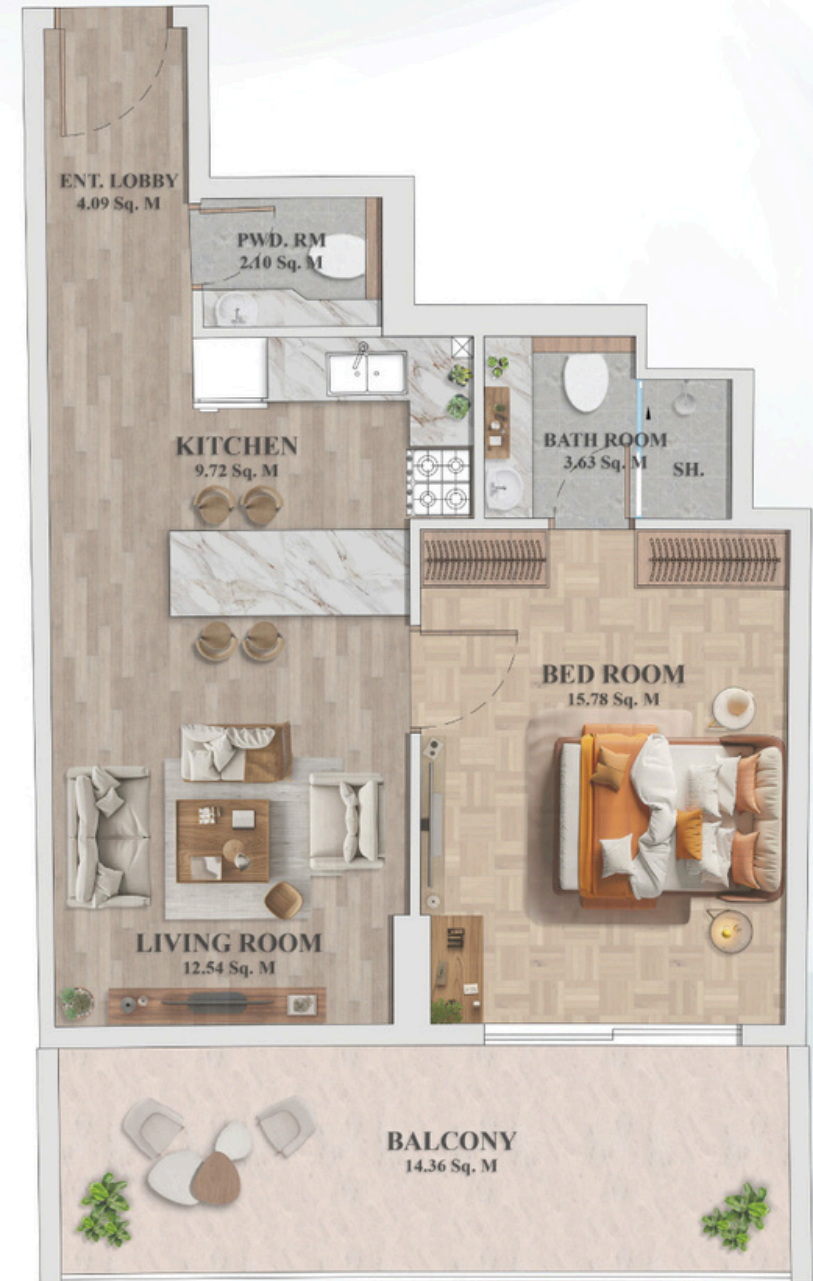 ENT. LOBBY
4.09 Sq. M
PWD. RM
2.10 Sq. M
KITCHEN
9.72 Sq. M
BATH ROOM
3.63 Sq. M
SH.
BED ROOM
15.78 Sq. M
LIVING ROOM
12.54 Sq. M
BALCONY
14.36 Sq. M